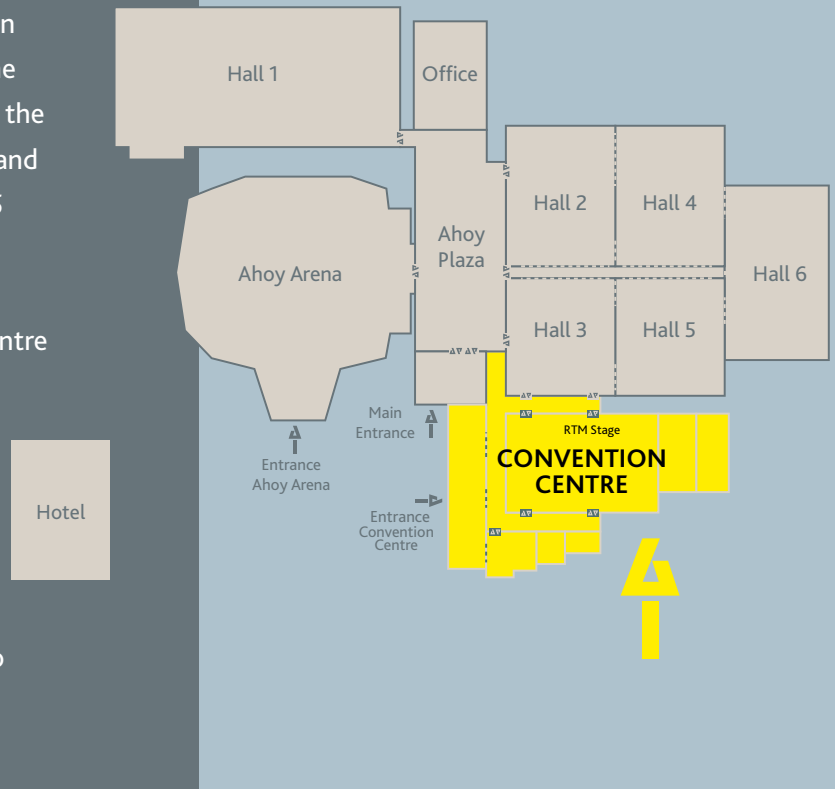 n
e
the
and
ntre
Hall 1
Office
Hall 2
Hall 4
Ahoy
Plaza
Ahoy Arena
Hall 6
Hall 3
Hall 5
Main
Entrance
Entrance
Ahoy Arena
RTM Stage
CONVENTION
CENTRE
Hotel
Entrance
Convention
Centre